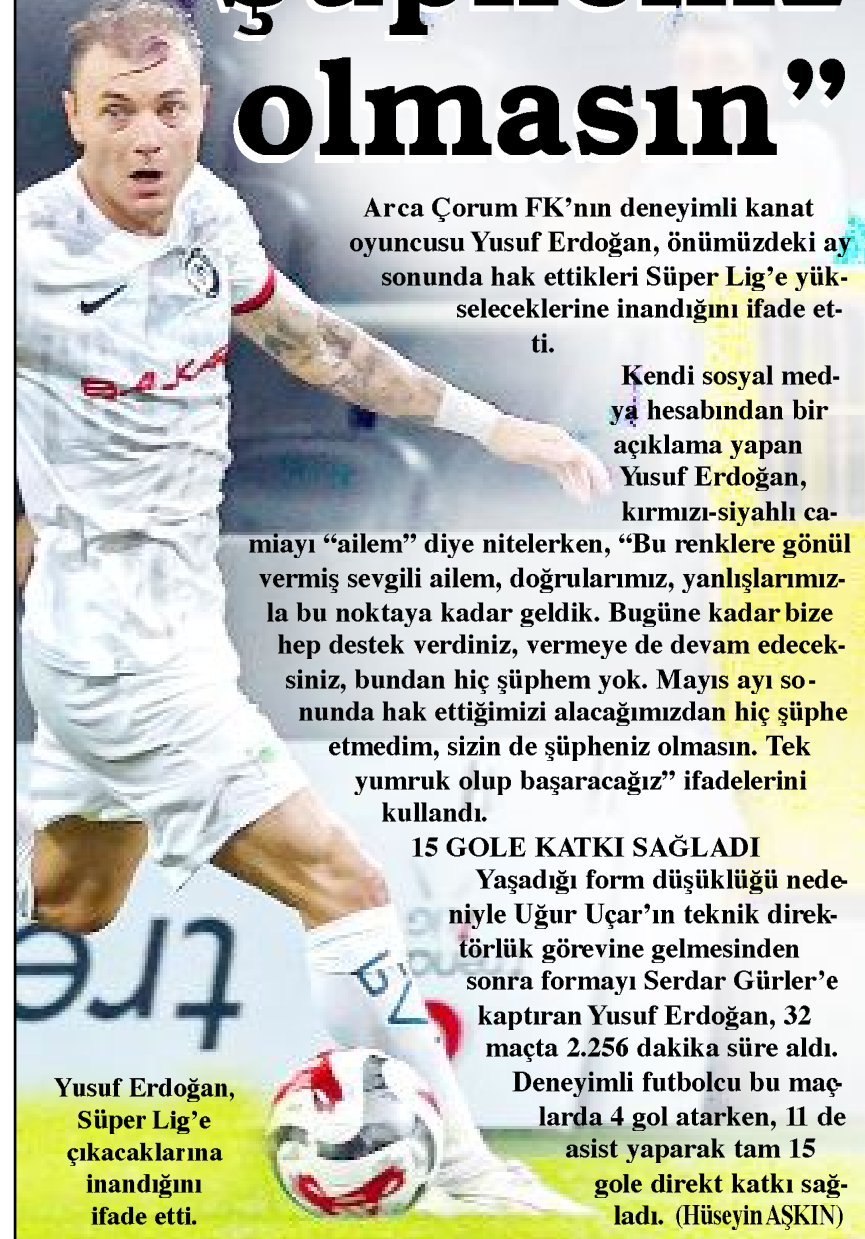 Şüpheniz
olmasın”
Arca Çorum FK’nın deneyimli kanat
oyuncusu Yusuf Erdoğan, önümüzdeki ay
sonunda hak ettikleri Süper Lig’e yük-
seleceklerine inandığını ifade et-
ti.
Kendi sosyal med-
ya hesabından bir
açıklama yapan
Yusuf Erdoğan,
kırmızı-siyahlı ca-
miayı “ailem” diye nitelerken, “Bu renklere gönül
vermiş sevgili ailem, doğrularımız, yanlışlarımız-
la bu noktaya kadar geldik. Bugüne kadar bize
hep destek verdiniz, vermeye de devam edecek-
siniz, bundan hiç şüphem yok. Mayıs ayı so-
nunda hak ettiğimizi alacağımızdan hiç şüphe
etmedim, sizin de şüpheniz olmasın. Tek
yumruk olup başaracağız” ifadelerini
kullandı.
15 GOLE KATKI SAĞLADI
Yaşadığı form düşüklüğü nede-
niyle Uğur Uçar’ın teknik direk-
törlük görevine gelmesinden
sonra formayı Serdar Gürler’e
kaptıran Yusuf Erdoğan, 32
maçta 2.256 dakika süre aldı.
Deneyimli futbolcu bu maç-
larda 4 gol atarken, 11 de
asist yaparak tam 15
gole direkt katkı sağ-
ladı. (Hüseyin AŞKIN)
Yusuf Erdoğan,
Süper Lig’e
çıkacaklarına
inandığını
ifade etti.